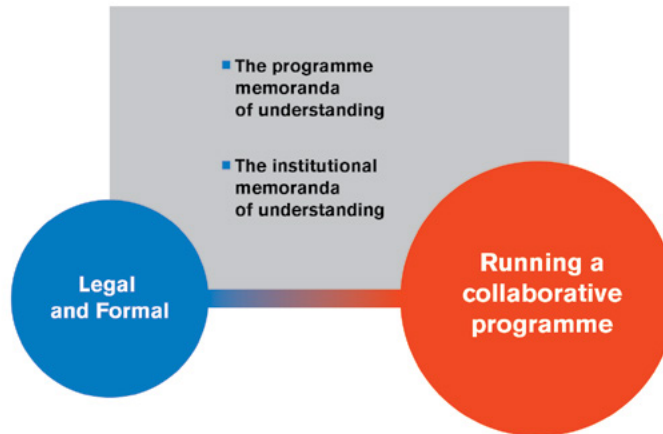 The programme
memoranda
of understanding
The institutional
memoranda
of understanding
Legal
and Formal
Running a
collaborative
programme